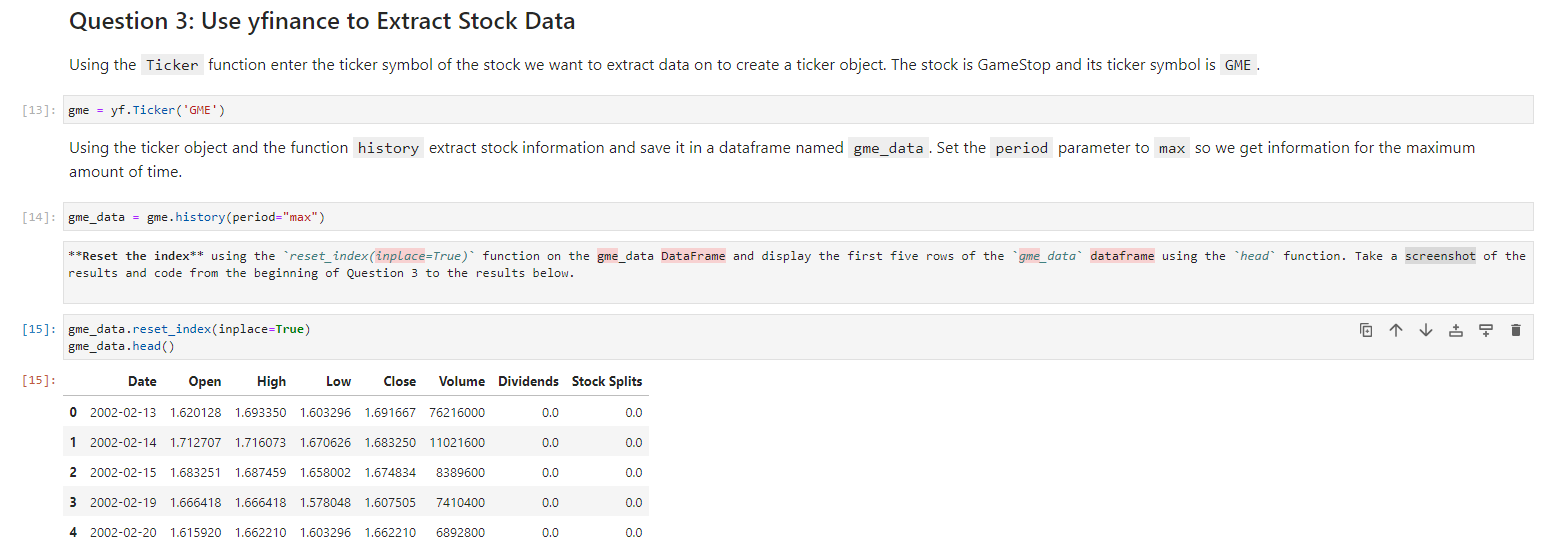 Question 3: Use yfinance to Extract Stock Data
Using the Ticker function enter the ticker symbol of the stock we want to extract data on to create a ticker object. The stock is GameStop and its ticker symbol is GME .
[13]: gme = yf.Ticker('GME')
Using the ticker object and the function history extract stock information and save it in a dataframe named gme_data . Set the period parameter to max so we get information for the maximum
amount of time.
[14]: gme_data = gme.history(period="max")
**Reset the index** using the `reset_index(inplace=True)` function on the gme_data DataFrame and display the first five rows of the `gme_data` dataframe using the `head` function. Take a screenshot of the
results and code from the beginning of Question 3 to the results below.
[15]: gme_data.reset_index(inplace=True)
gme_data.head()
[15]: Date Open High Low Close Volume Dividends Stock Splits
0 2002-02-13 1.620128 1.693350 1.603296 1.691667 76216000 0.0 0.0
1 2002-02-14 1.712707 1.716073 1.670626 1.683250 11021600 0.0 0.0
2 2002-02-15 1.683251 1.687459 1.658002 1.674834 8389600 0.0 0.0
3 2002-02-19 1.666418 1.666418 1.578048 1.607505 7410400 0.0 0.0
4 2002-02-20 1.615920 1.662210 1.603296 1.662210 6892800 0.0 0.0